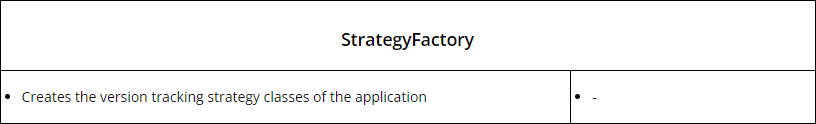 StrategyFactory
• Creates the version tracking strategy classes of the application
• -